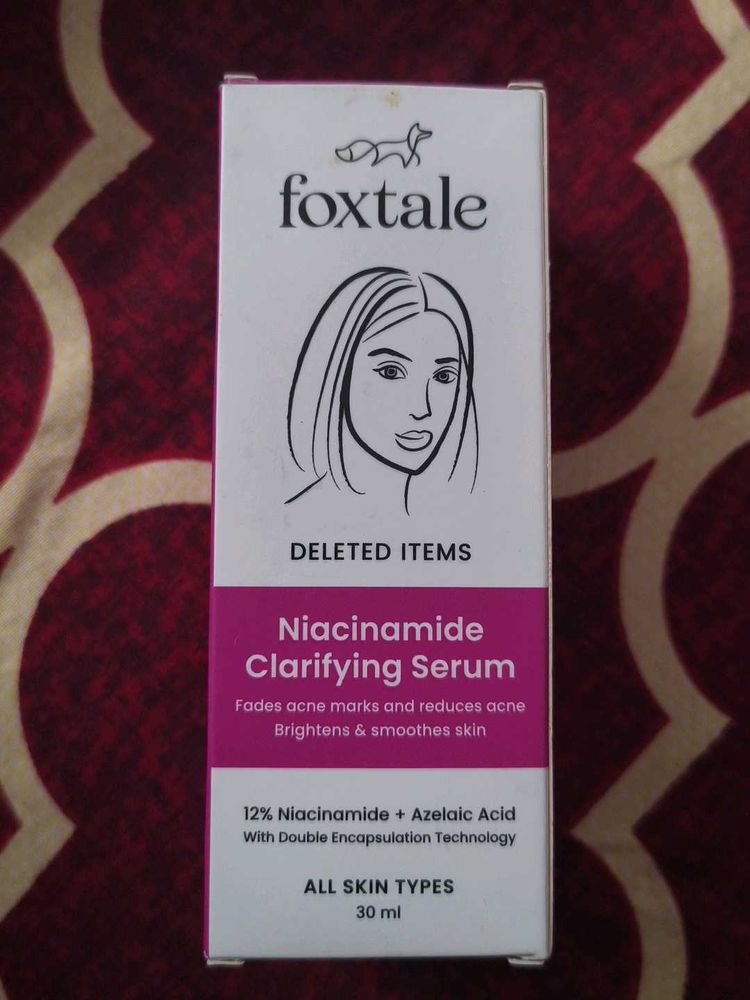 foxtale
DELETED ITEMS
Niacinamide
Clarifying Serum
Fades acne marks and reduces acne
Brightens & smoothes skin
12% Niacinamide + Azelaic Acid
With Double Encapsulation Technology
ALL SKIN TYPES
30 ml